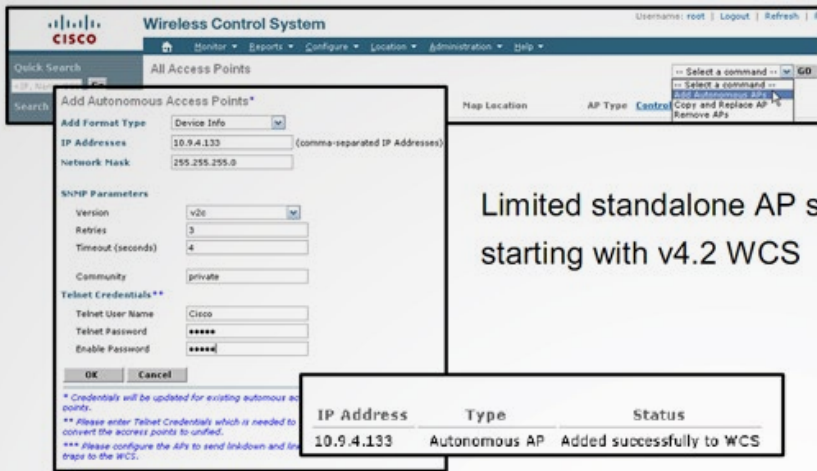 CISCO
Wireless Control System
Username: root | Logout | Refresh |
Monitor Reports Configure Location Administration Help
Quick Search
All Access Points
-- Select a command -- GO
-- Select a command --
Add Autonomous APs
Copy and Replace AP
Remove APs
Search
Map Location AP Type
Add Autonomous Access Points*
Add Format Type Device Info
IP Addresses 10.9.4.133 (comma-separated IP Addresses)
Network Mask 255.255.255.0
SNMP Parameters
Version v2c
Retries 3
Timeout (seconds) 4
Community private
Telnet Credentials**
Telnet User Name Cisco
Telnet Password •••••
Enable Password •••••
OK Cancel
* Credentials will be updated for existing automous
points.
** Please enter Telnet Credentials which is needed to
convert the accress points to unified.
*** Please configure the APs to send linkdown and
traps to the WCS.
Limited standalone AP s
starting with v4.2 WCS
IP Address Type Status
10.9.4.133 Autonomous AP Added successfully to WCS